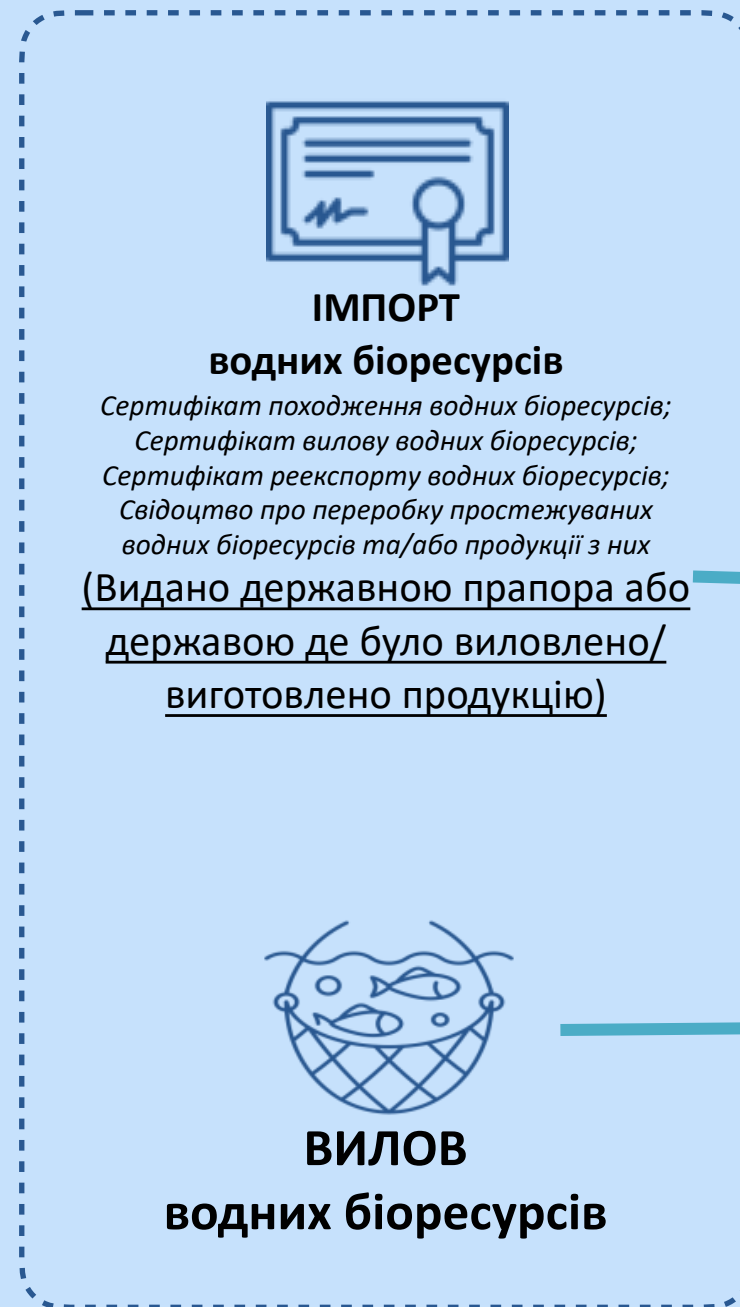 ІМПОРТ
водних біоресурсів
Сертифікат походження водних біоресурсів;
Сертифікат вилову водних біоресурсів;
Сертифікат реекспорту водних біоресурсів;
Свідоцтво про переробку простежуваних
водних біоресурсів та/або продукції з них
(Видано державною прапора або
державою де було виловлено/
виготовлено продукцію)
ВИЛОВ
водних біоресурсів